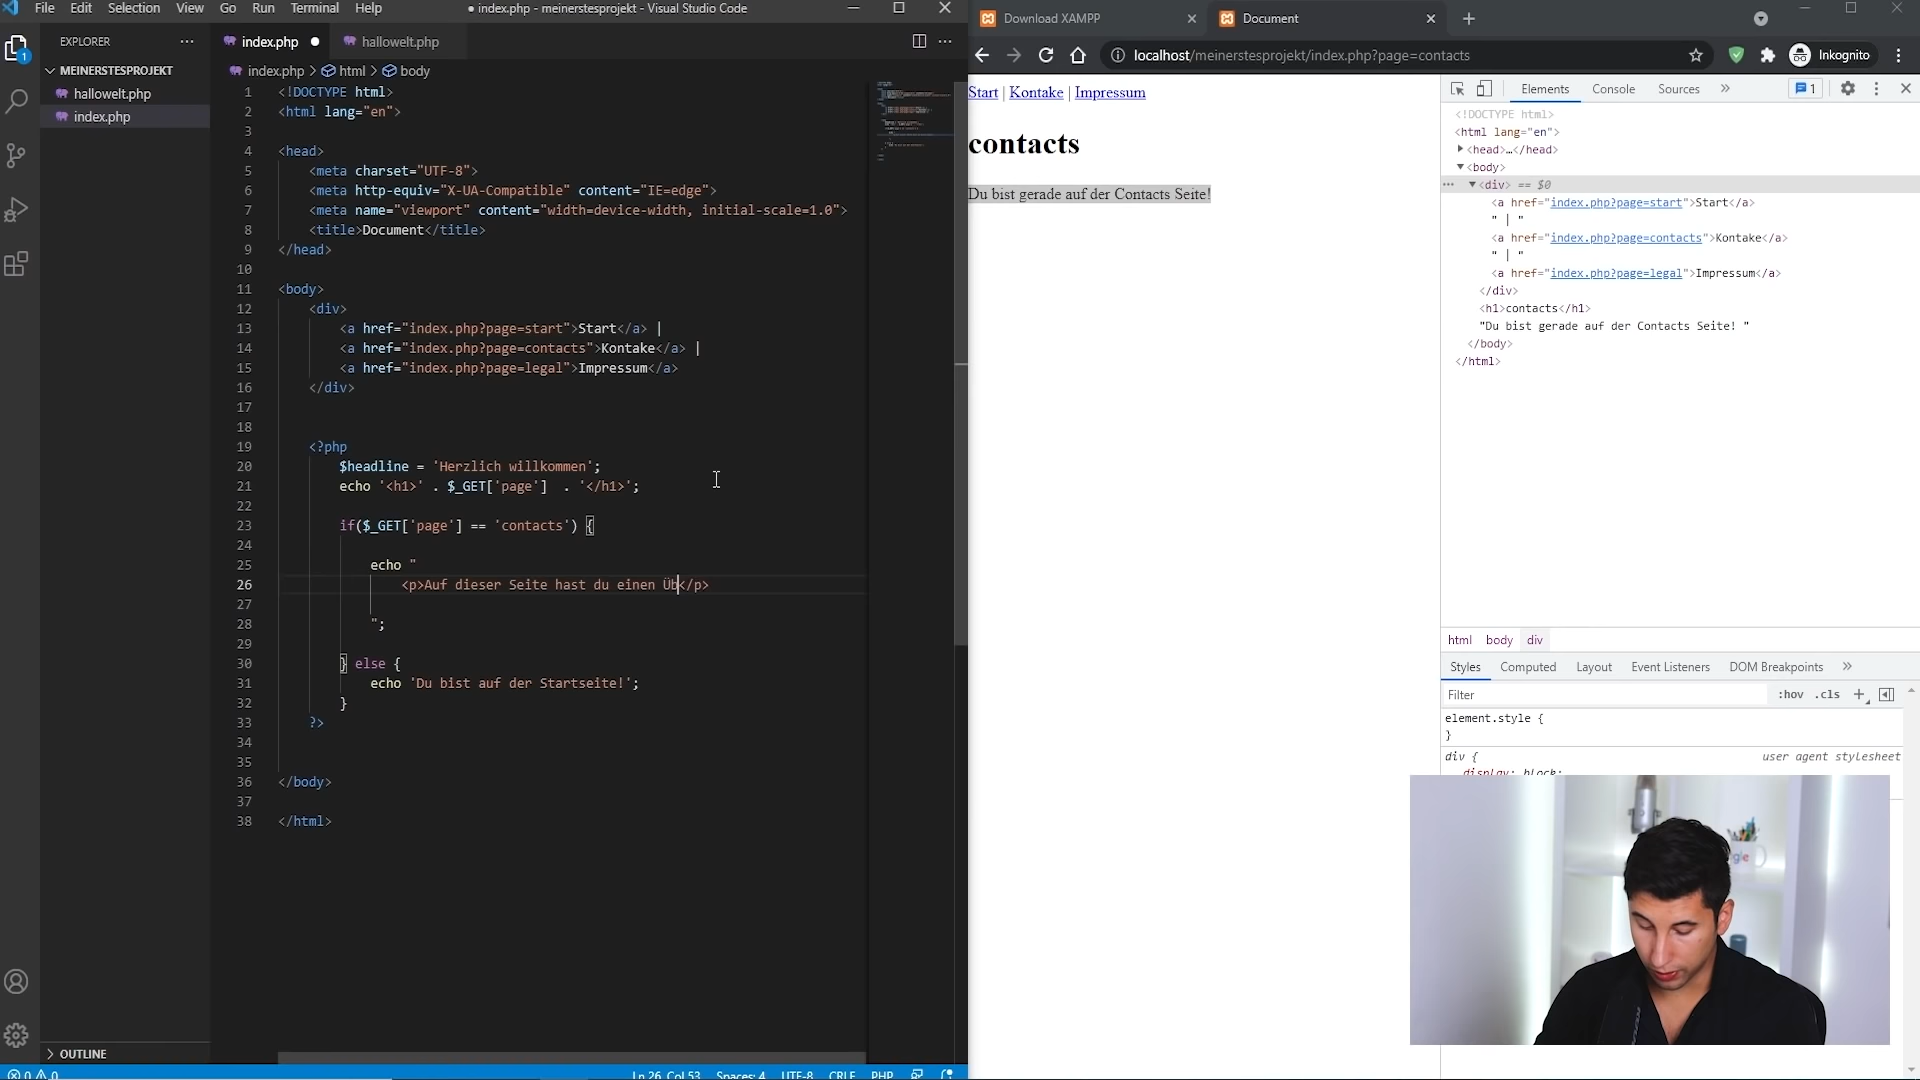 File Edit Selection View Go Run Terminal Help
● index.php - meinerstesprojekt - Visual Studio Code
EXPLORER
MEINERSTESPROJEKT
hallowelt.php
index.php
1
index.php
hallowelt.php
index.php > html > body
1 <!DOCTYPE html>
2 <html lang="en">
3
4 <head>
5 <meta charset="UTF-8">
6 <meta http-equiv="X-UA-Compatible" content="IE=edge">
7 <meta name="viewport" content="width=device-width, initial-scale=1.0">
8 <title>Document</title>
9 </head>
10
11 <body>
12 <div>
13 <a href="index.php?page=start">Start</a> |
14 <a href="index.php?page=contacts">Kontake</a> |
15 <a href="index.php?page=legal">Impressum</a>
16 </div>
17
18
19 <?php
20 $headline = 'Herzlich willkommen';
21 echo '<h1>' . $_GET['page']  . '</h1>';
22
23 if($_GET['page'] == 'contacts') {
24
25 echo "
26 <p>Auf dieser Seite hast du einen Üb</p>
27
28 ";
29
30 } else {
31 echo 'Du bist auf der Startseite!';
32 }
33 ?>
34
35
36 </body>
37
38 </html>
OUTLINE
0 0
Ln 26, Col 53 Spaces: 4 UTF-8 CRLF PHP
Download XAMPP
Document
localhost/meinerstesprojekt/index.php?page=contacts
Inkognito
Start | Kontake | Impressum
contacts
Du bist gerade auf der Contacts Seite!
Elements Console Sources » 1
<!DOCTYPE html>
<html lang="en">
<head>…</head>
<body>
<div> == $0
<a href="index.php?page=start">Start</a>
" | "
<a href="index.php?page=contacts">Kontake</a>
" | "
<a href="index.php?page=legal">Impressum</a>
</div>
<h1>contacts</h1>
"Du bist gerade auf der Contacts Seite! "
</body>
</html>
html body div
Styles Computed Layout Event Listeners DOM Breakpoints »
Filter :hov .cls +
element.style {
}
div { user agent stylesheet
display: block;
gle